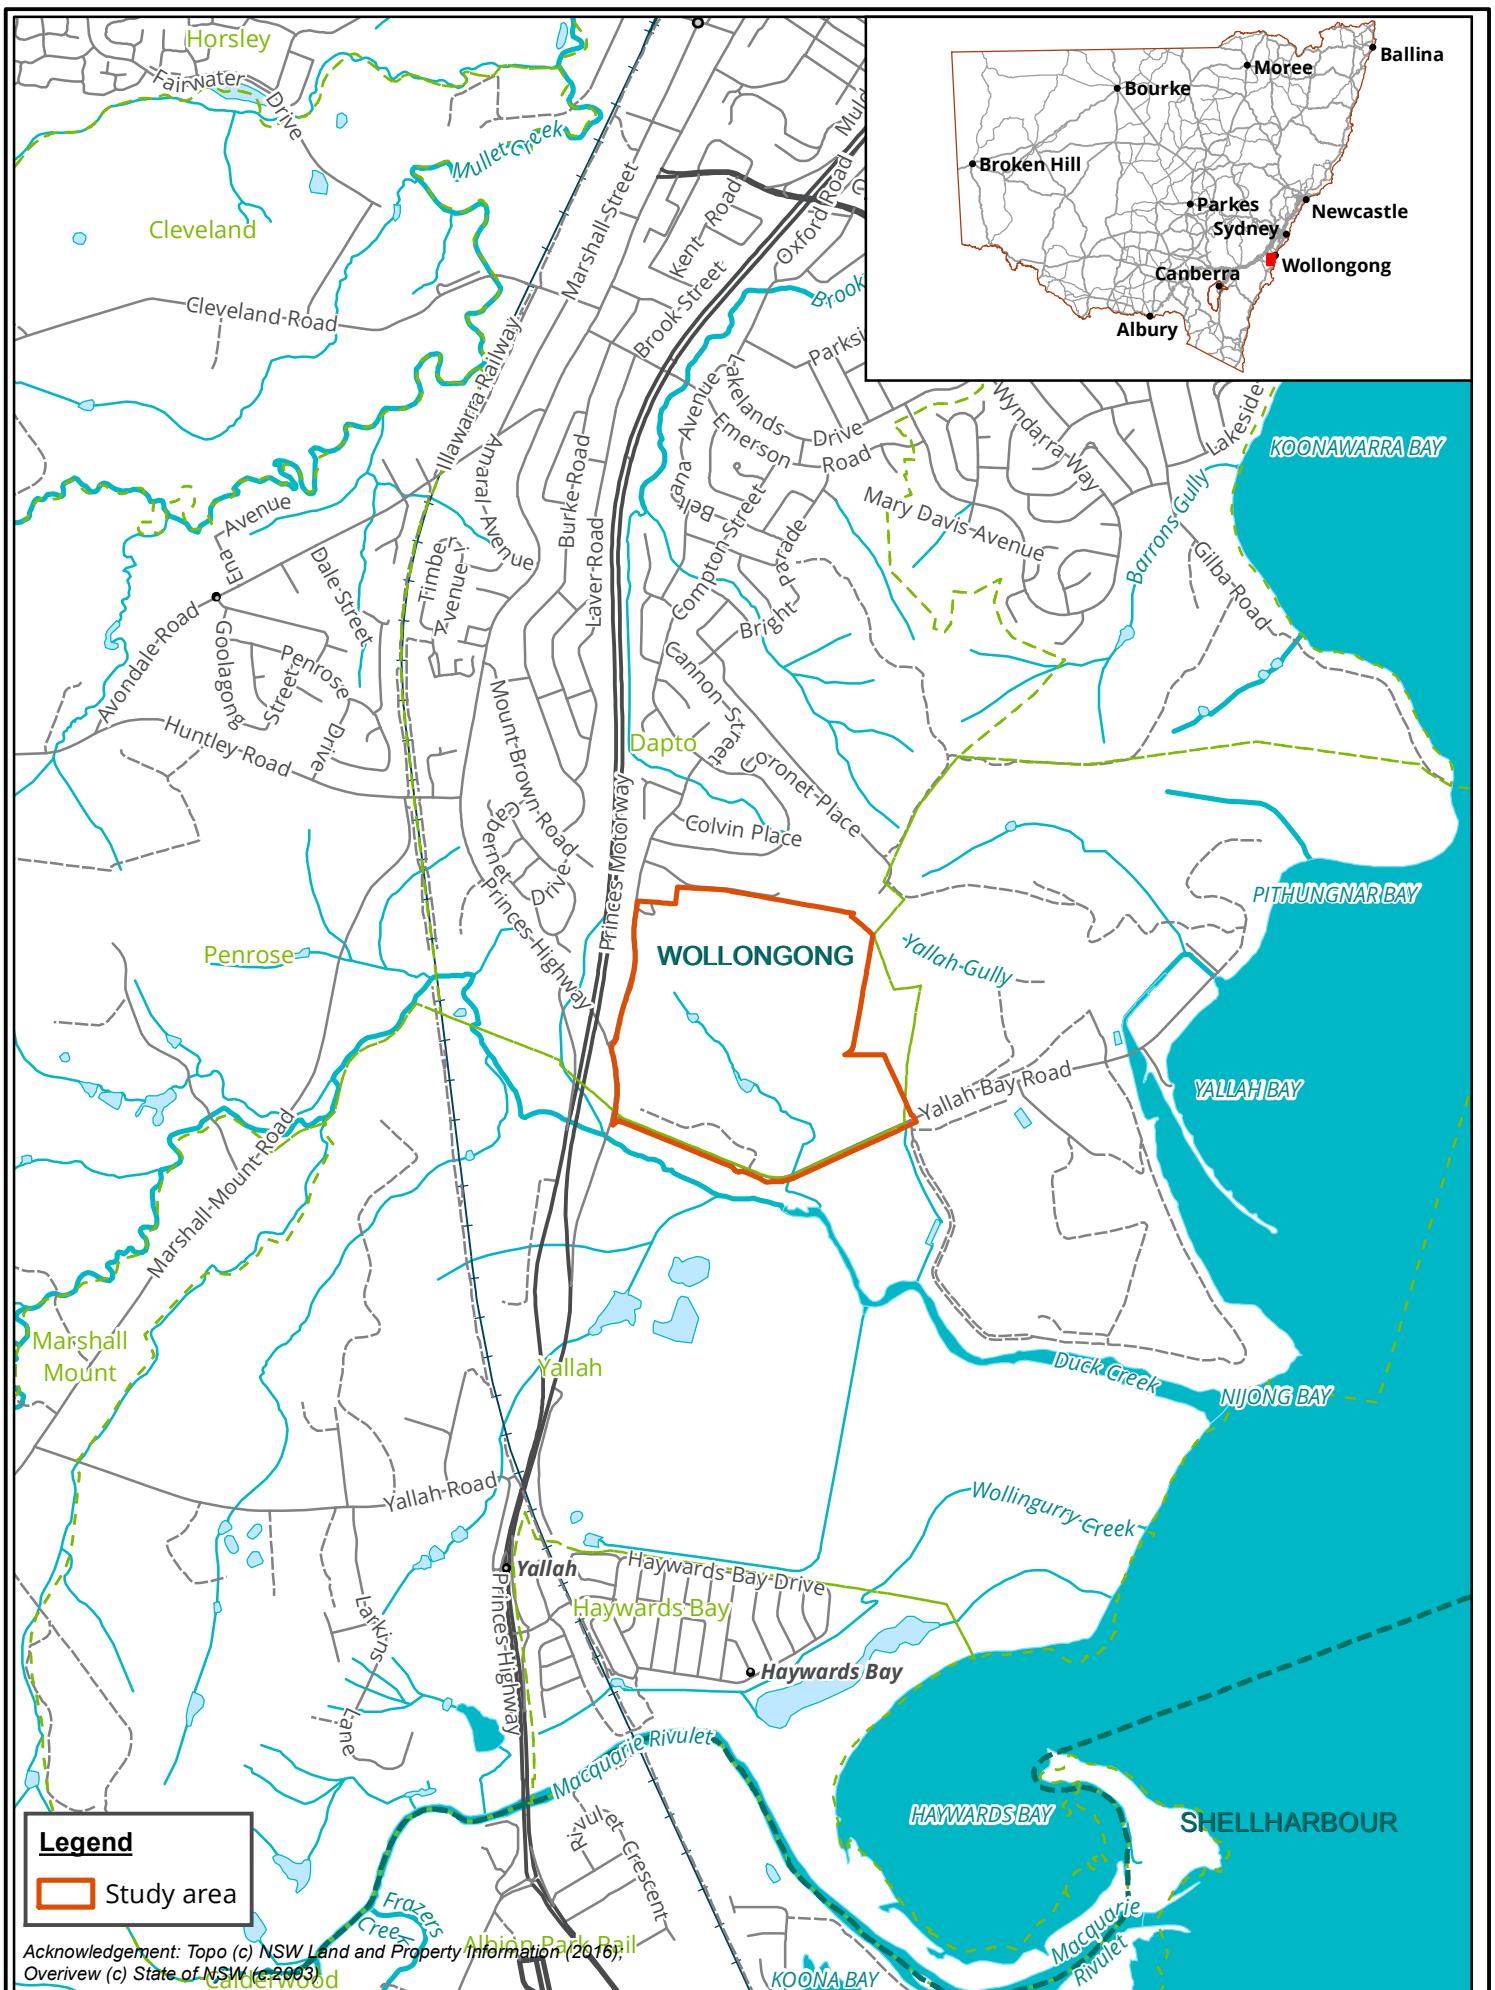 Horsley
Fairwater
Drive
Mullet Creek
Cleveland
Cleveland Road
Marshall Street
Kent Road
Brook Street
Oxford Road
Brook
Parksi
Muld
Illawarra Railway
Ballina
Moree
Bourke
Broken Hill
Parkes
Newcastle
Sydney
Wollongong
Canberra
Albury
Lakelands
Drive
Emerson
Road
Avenue
Compton Street
Bright
Parade
Mary Davis Avenue
Wyndarra Way
Lakeside
KOONAWARRA BAY
Barrons Gully
Gilba Road
Amaral Avenue
Burke Road
Laver Road
Ena
Avenue
Dale Street
Avondale Road
Goolagong
Street
Penrose
Drive
Huntley Road
Mount Brown Road
Cabernet
Drive
Cannon Street
Coronet Place
Dapto
Colvin Place
Princes Motorway
Princes Highway
PITHUNGNAR BAY
WOLLONGONG
Yallah Gully
Penrose
Yallah Bay Road
YALLAH BAY
Marshall Mount Road
Marshall
Mount
Yallah
Duck Creek
NIJONG BAY
Yallah Road
Wollingurry Creek
Yallah
Haywards Bay Drive
Haywards Bay
Haywards Bay
Larkins
Lane
Princes Highway
Macquarie Rivulet
HAYWARDS BAY
SHELLHARBOUR
Rivulet Crescent
Macquarie
Rivulet
Frazers
Creek
Albion Park Rail
KOONA BAY
Calderwood
Legend
Study area
Acknowledgement: Topo (c) NSW Land and Property Information (2016);
Overivew (c) State of NSW (c.2003)